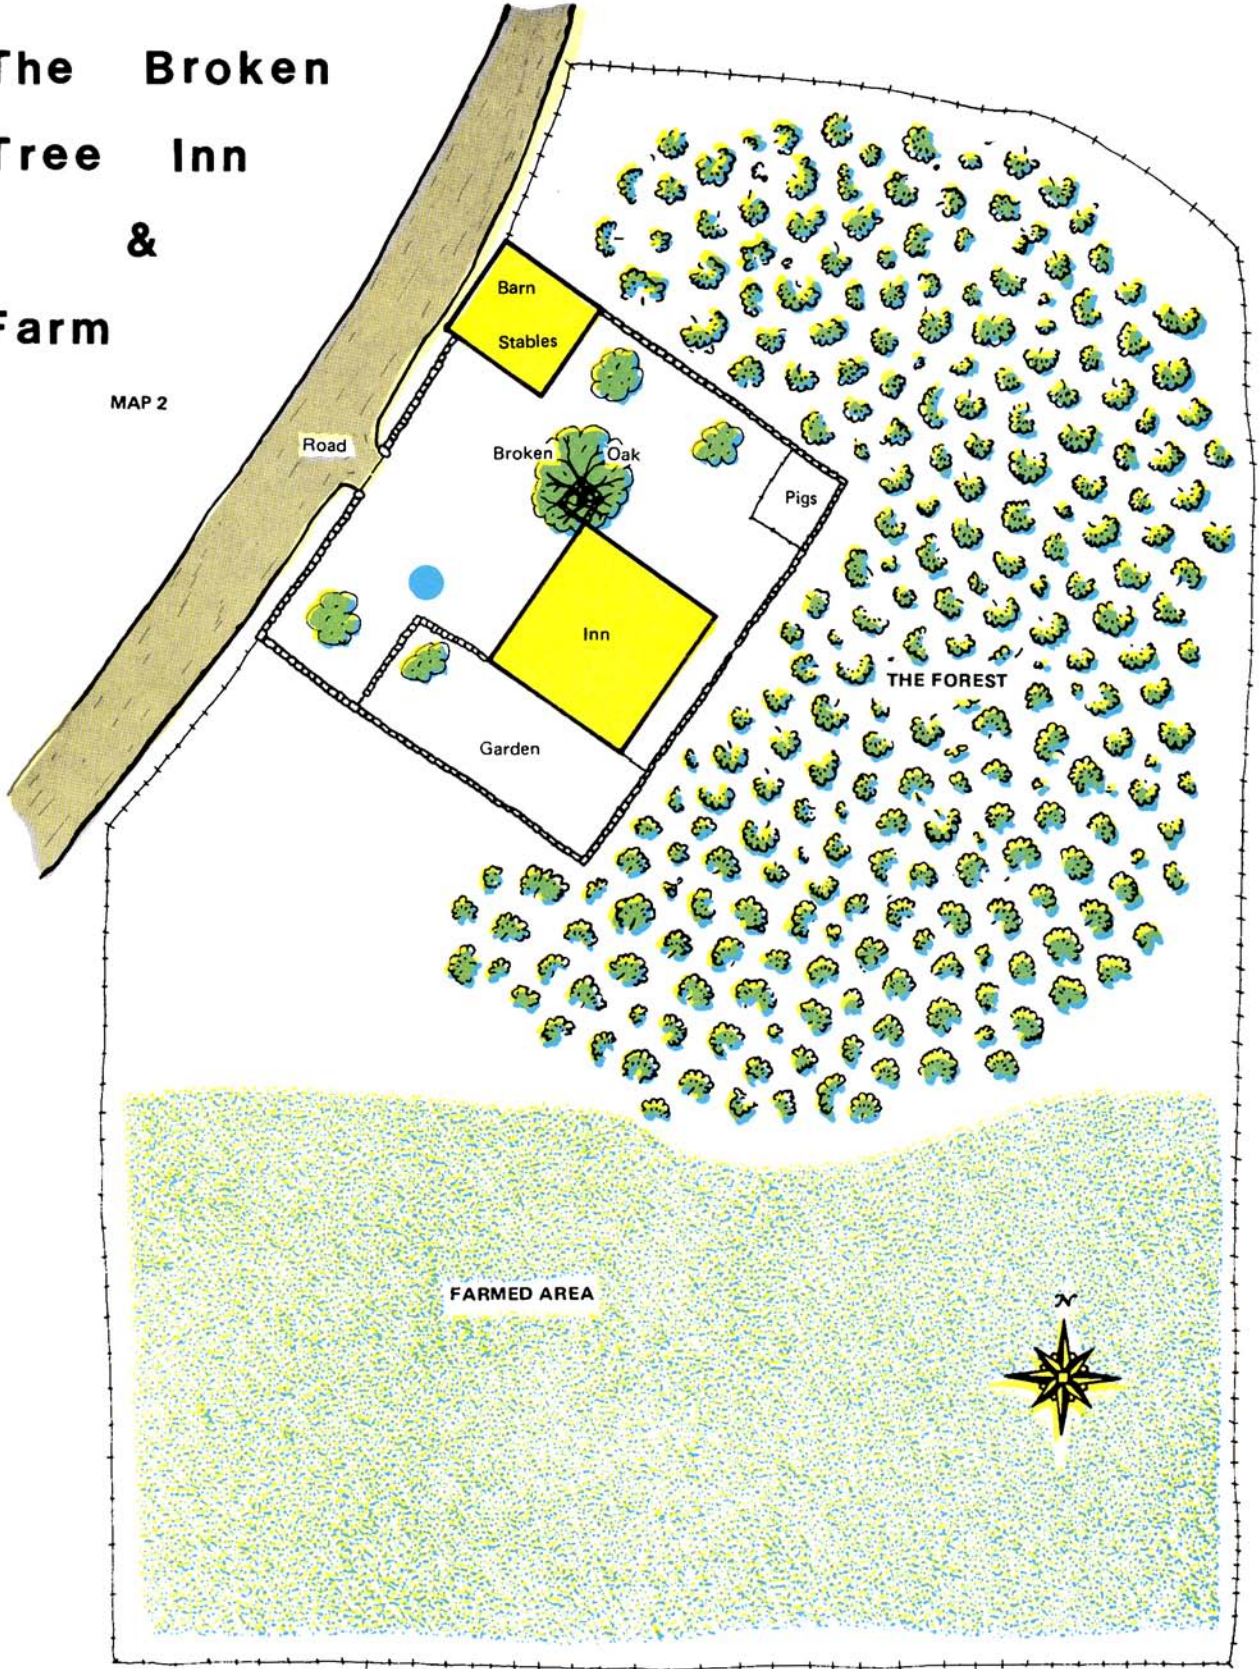 The Broken
Tree Inn
&
Farm
MAP 2
Barn
Stables
Road
Broken Oak
Pigs
Inn
THE FOREST
Garden
FARMED AREA
N